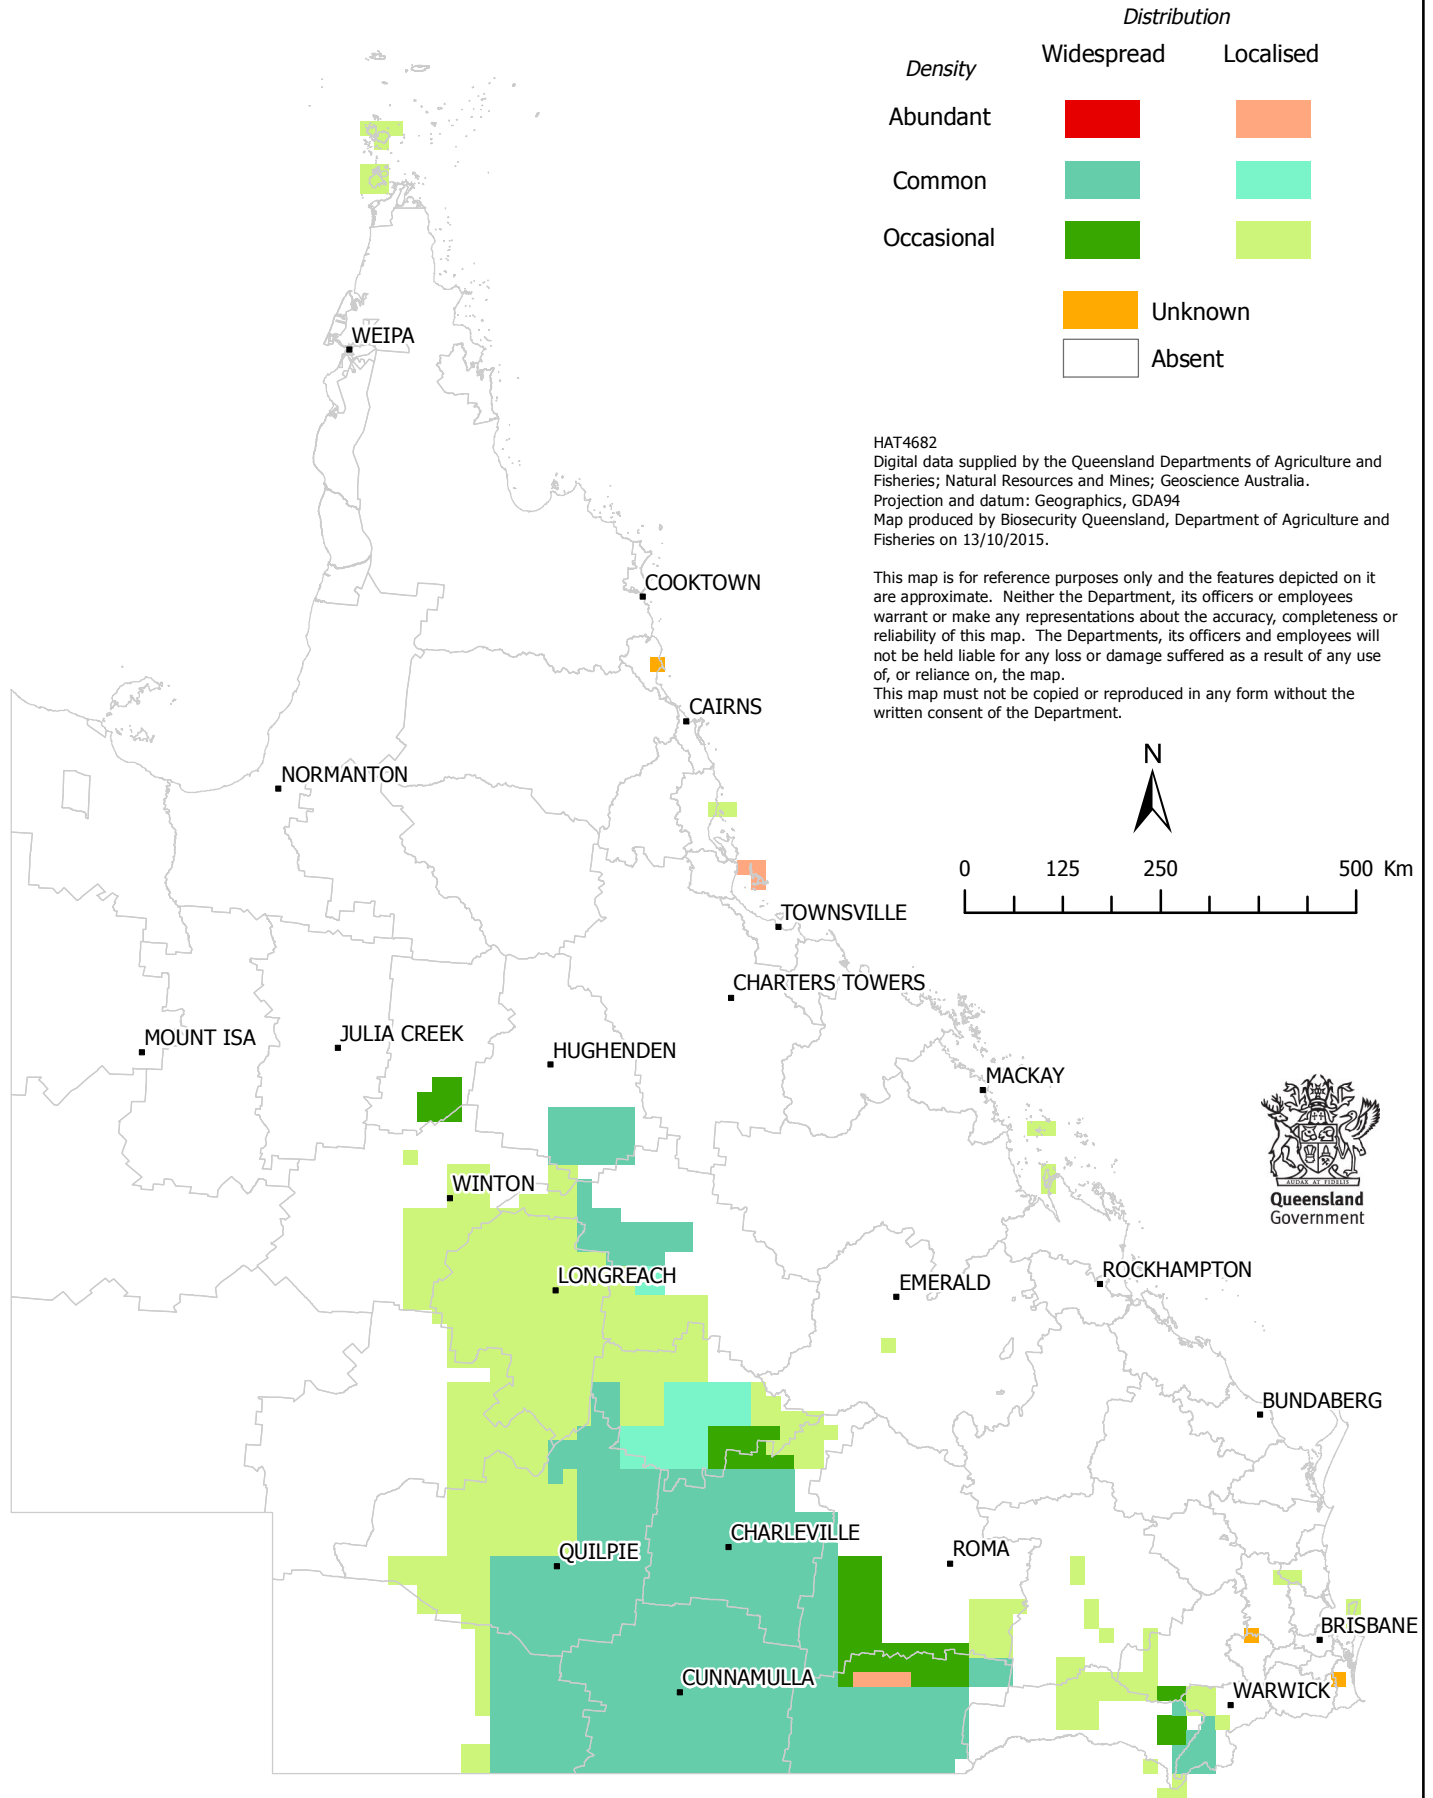 Distribution
Density
Widespread
Localised
Abundant
Common
Occasional
Unknown
Absent
HAT4682
Digital data supplied by the Queensland Departments of Agriculture and
Fisheries; Natural Resources and Mines; Geoscience Australia.
Projection and datum: Geographics, GDA94
Map produced by Biosecurity Queensland, Department of Agriculture and
Fisheries on 13/10/2015.
This map is for reference purposes only and the features depicted on it
are approximate. Neither the Department, its officers or employees
warrant or make any representations about the accuracy, completeness or
reliability of this map. The Departments, its officers and employees will
not be held liable for any loss or damage suffered as a result of any use
of, or reliance on, the map.
This map must not be copied or reproduced in any form without the
written consent of the Department.
N
0 125 250 500 Km
AUDAX AT FIDELIS
Queensland
Government
WEIPA
COOKTOWN
CAIRNS
NORMANTON
TOWNSVILLE
CHARTERS TOWERS
MOUNT ISA
JULIA CREEK
HUGHENDEN
MACKAY
WINTON
LONGREACH
EMERALD
ROCKHAMPTON
BUNDABERG
CHARLEVILLE
QUILPIE
ROMA
BRISBANE
CUNNAMULLA
WARWICK